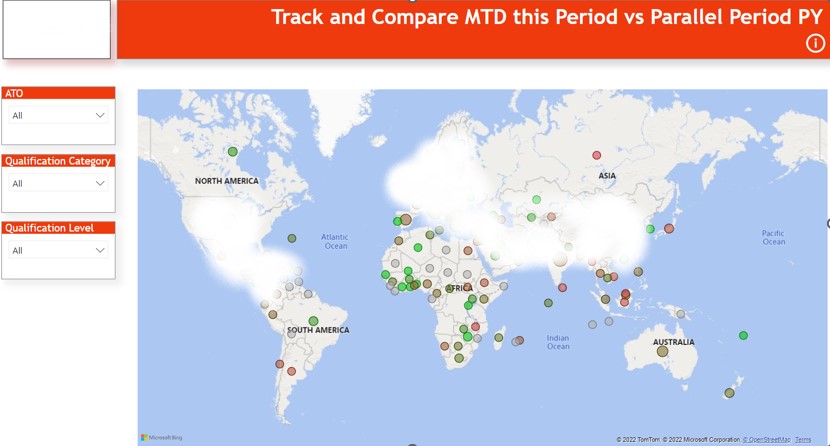 Track and Compare MTD this Period vs Parallel Period PY
ATO
All
Qualification Category
All
Qualification Level
All
NORTH AMERICA
ASIA
Atlantic
Ocean
Pacific
Ocean
AFRICA
SOUTH AMERICA
Indian
Ocean
AUSTRALIA
Microsoft Bing
© 2022 TomTom, © 2022 Microsoft Corporation, © OpenStreetMap Terms